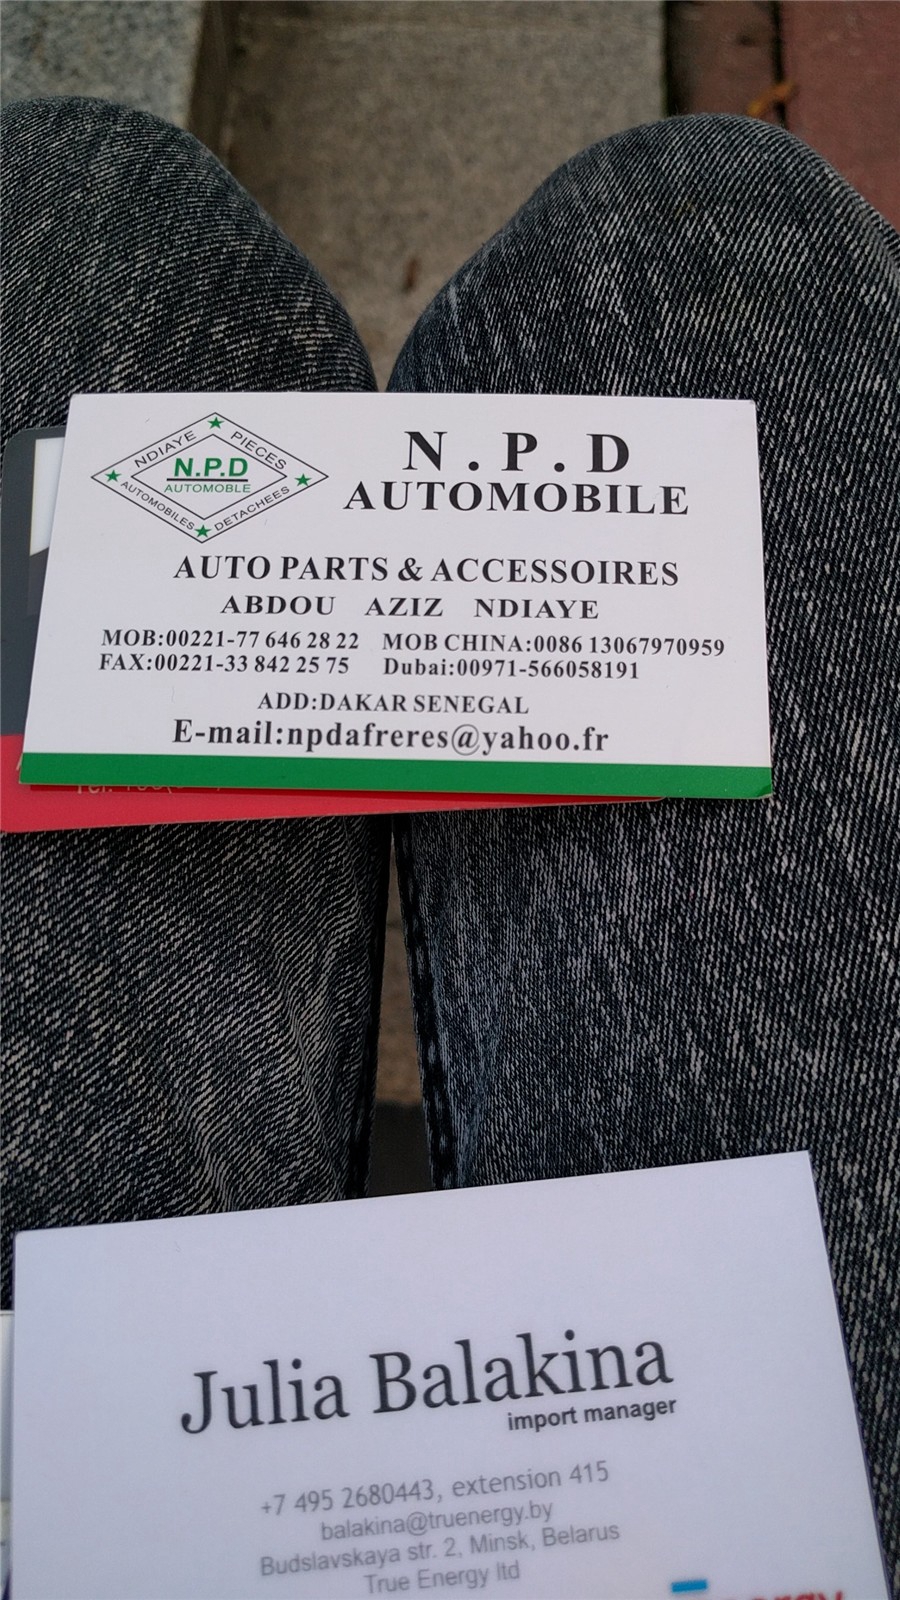 NDIAYE PIECES
N.P.D
AUTOMOBLE
AUTOMOBILES DETACHEES
N.P.D
AUTOMOBILE
AUTO PARTS & ACCESSOIRES
ABDOU AZIZ NDIAYE
MOB:00221-77 646 28 22 MOB CHINA:0086 13067970959
FAX:00221-33 842 25 75 Dubai:00971-566058191
ADD:DAKAR SENEGAL
E-mail:npdafreres@yahoo.fr
Julia Balakina
import manager
+7 495 2680443, extension 415
balakina@truenergy.by
Budslavskaya str. 2, Minsk, Belarus
True Energy ltd